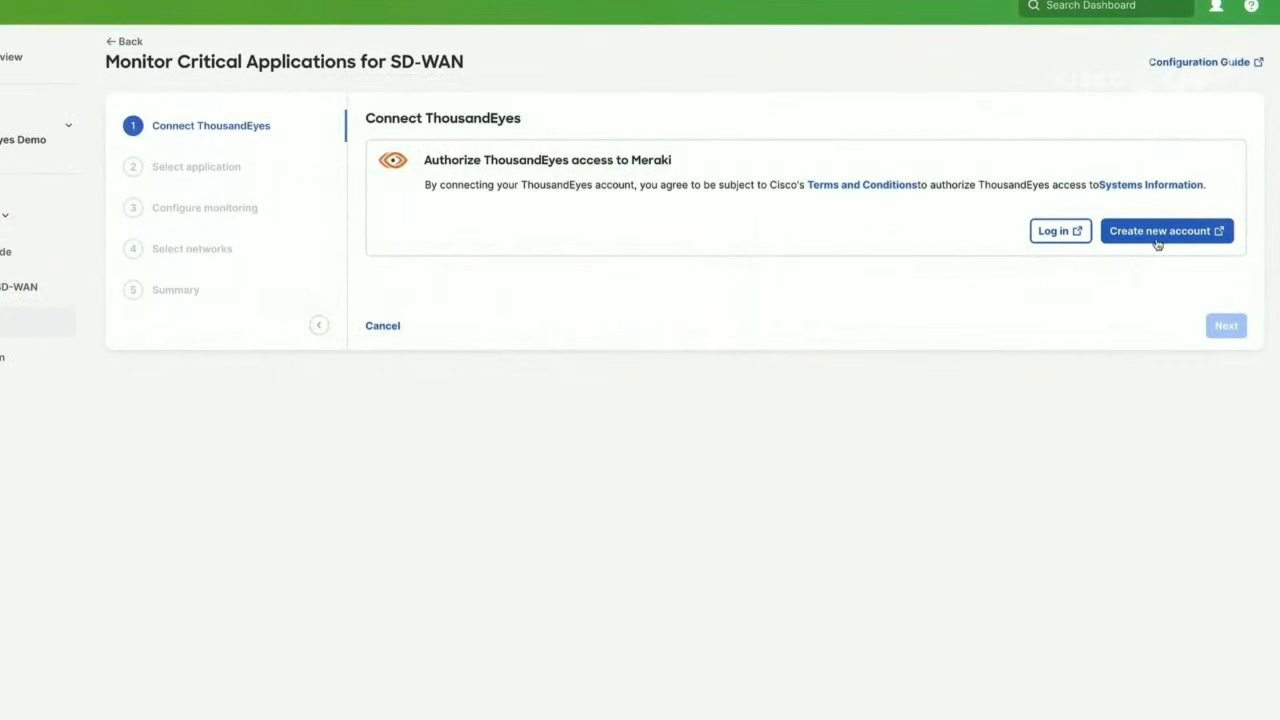 Search Dashboard
Back
view
Monitor Critical Applications for SD-WAN
Configuration Guide
1 Connect ThousandEyes
Connect ThousandEyes
yes Demo
Authorize ThousandEyes access to Meraki
2 Select application
By connecting your ThousandEyes account, you agree to be subject to Cisco's Terms and Conditionsto authorize ThousandEyes access toSystems Information.
3 Configure monitoring
Log in
Create new account
4 Select networks
de
SD-WAN
5 Summary
Cancel
Next
n